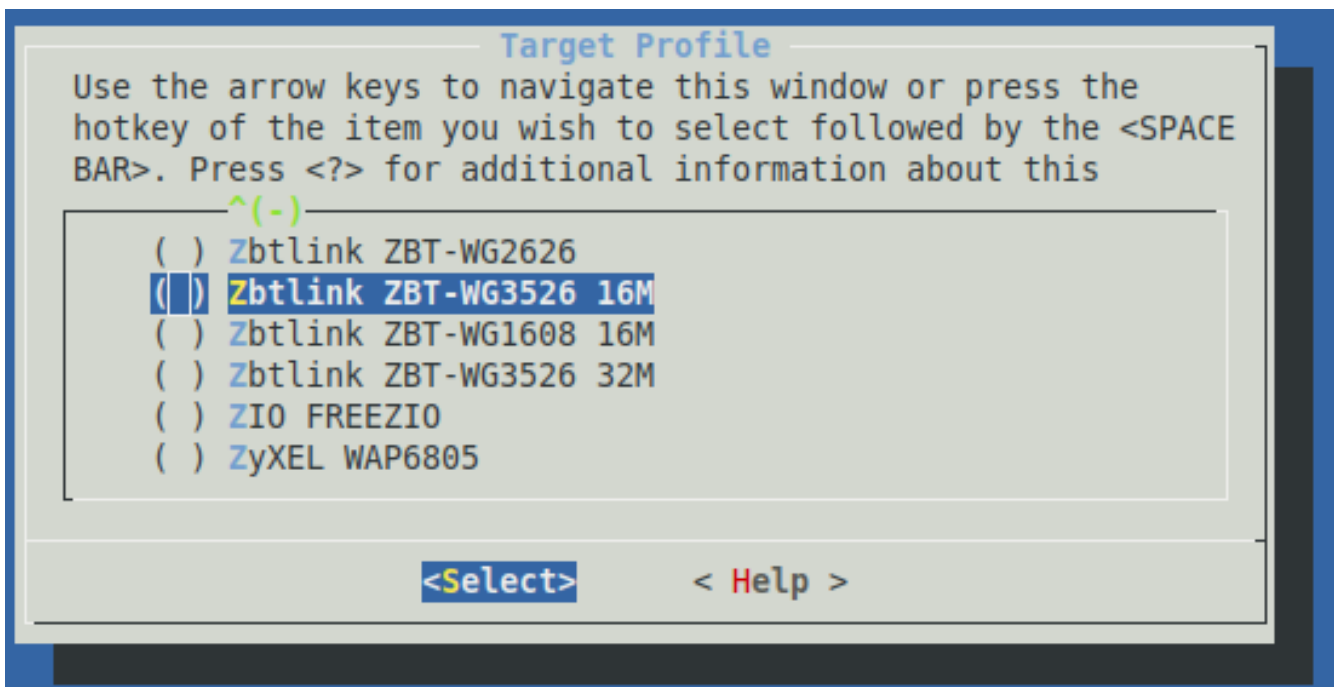 Target Profile
Use the arrow keys to navigate this window or press the
hotkey of the item you wish to select followed by the <SPACE
BAR>. Press <?> for additional information about this
^(-)
( ) Zbtlink ZBT-WG2626
( ) Zbtlink ZBT-WG3526 16M
( ) Zbtlink ZBT-WG1608 16M
( ) Zbtlink ZBT-WG3526 32M
( ) ZIO FREEZIO
( ) ZyXEL WAP6805
<Select> < Help >